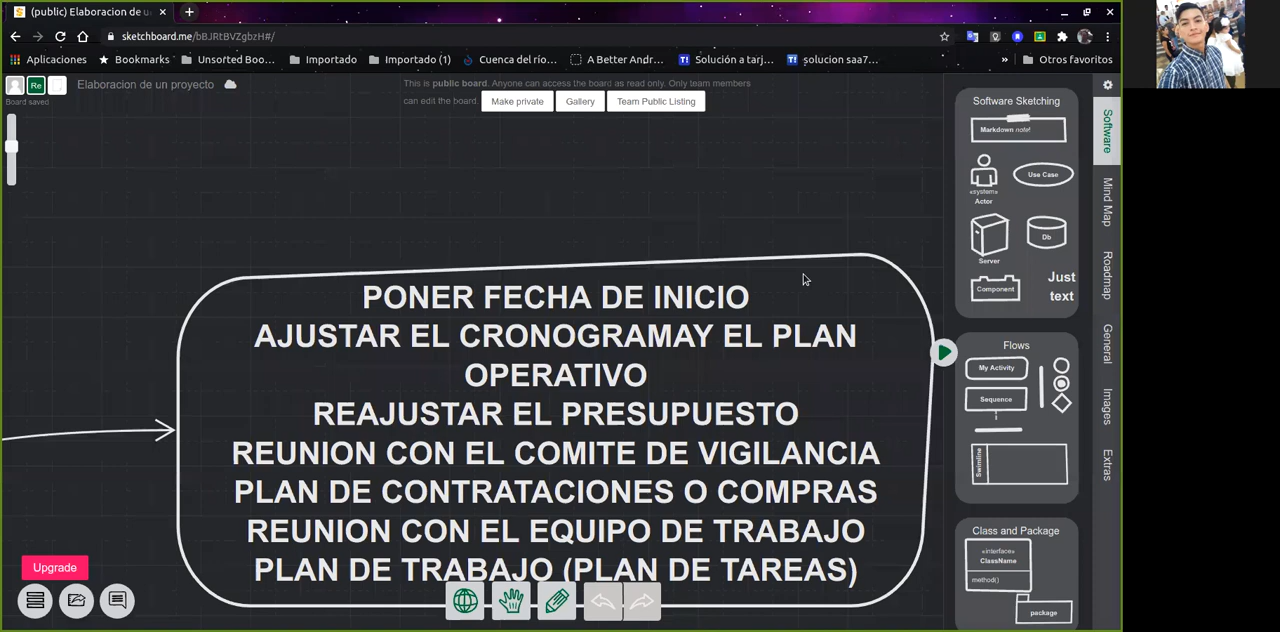 (public) Elaboracion de u
sketchboard.me/bBJRtBVZgbzH#/
Aplicaciones
Bookmarks
Unsorted Boo...
Importado
Importado (1)
Cuenca del río...
A Better Andr...
Solución a tarj...
solucion saa7...
»
Otros favoritos
Re
Elaboracion de un proyecto
Board saved
This is public board. Anyone can access the board as read only. Only team members
can edit the board.
Make private
Gallery
Team Public Listing
PONER FECHA DE INICIO
AJUSTAR EL CRONOGRAMAY EL PLAN
OPERATIVO
REAJUSTAR EL PRESUPUESTO
REUNION CON EL COMITE DE VIGILANCIA
PLAN DE CONTRATACIONES O COMPRAS
REUNION CON EL EQUIPO DE TRABAJO
PLAN DE TRABAJO (PLAN DE TAREAS)
Upgrade
Software Sketching
Markdown note!
«system»
Actor
Use Case
Server
Db
Component
Just
text
Flows
My Activity
Sequence
Swimline
Class and Package
«interface»
ClassName
method()
package
Software
Mind Map
Roadmap
General
Images
Extras